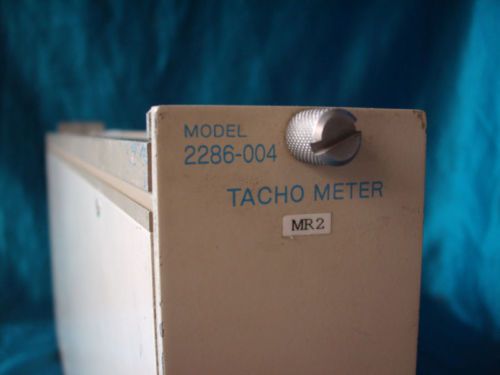 MODEL
2286-004
TACHO METER
MR2